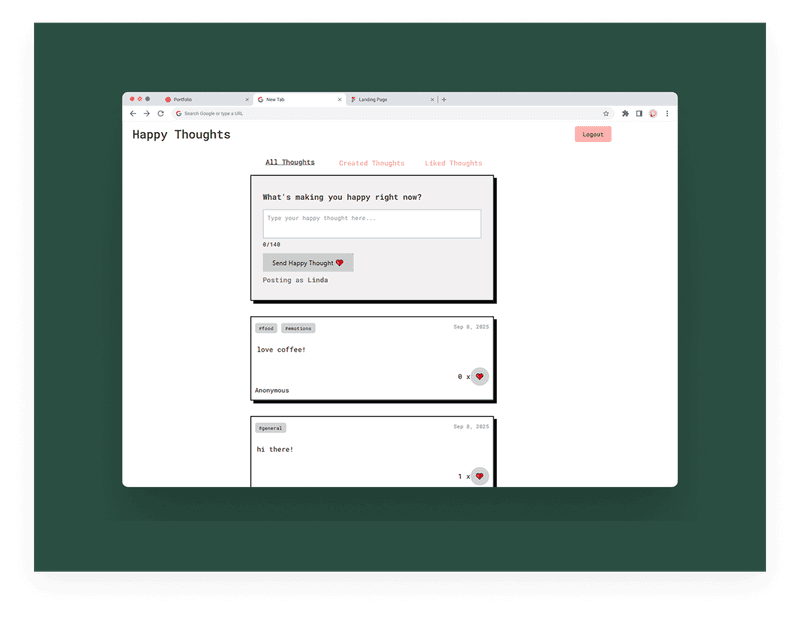 Portfolio
New Tab
Landing Page
Search Google or type a URL
Happy Thoughts
Logout
All Thoughts
Created Thoughts
Liked Thoughts
What's making you happy right now?
Type your happy thought here...
0/140
Send Happy Thought
Posting as Linda
#food #emotions
Sep 8, 2025
love coffee!
0 x
Anonymous
#general
Sep 8, 2025
hi there!
1 x